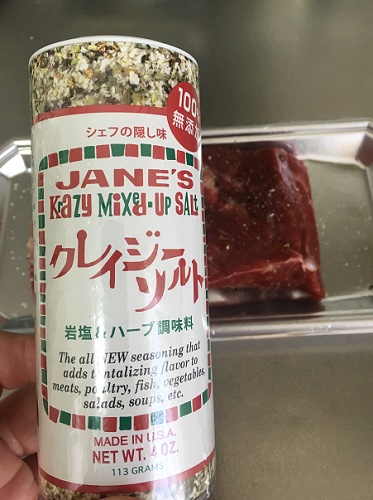 100%
無添加
シェフの隠し味
JANE'S
KRAZY MIXED-UP SALT
クレイジー
ソルト
岩塩&ハーブ調味料
The all NEW seasoning that
adds tantalizing flavor to
meats, poultry, fish, vegetables,
salads, soups, etc.
MADE IN U.S.A.
NET WT. 4 OZ.
113 GRAMS